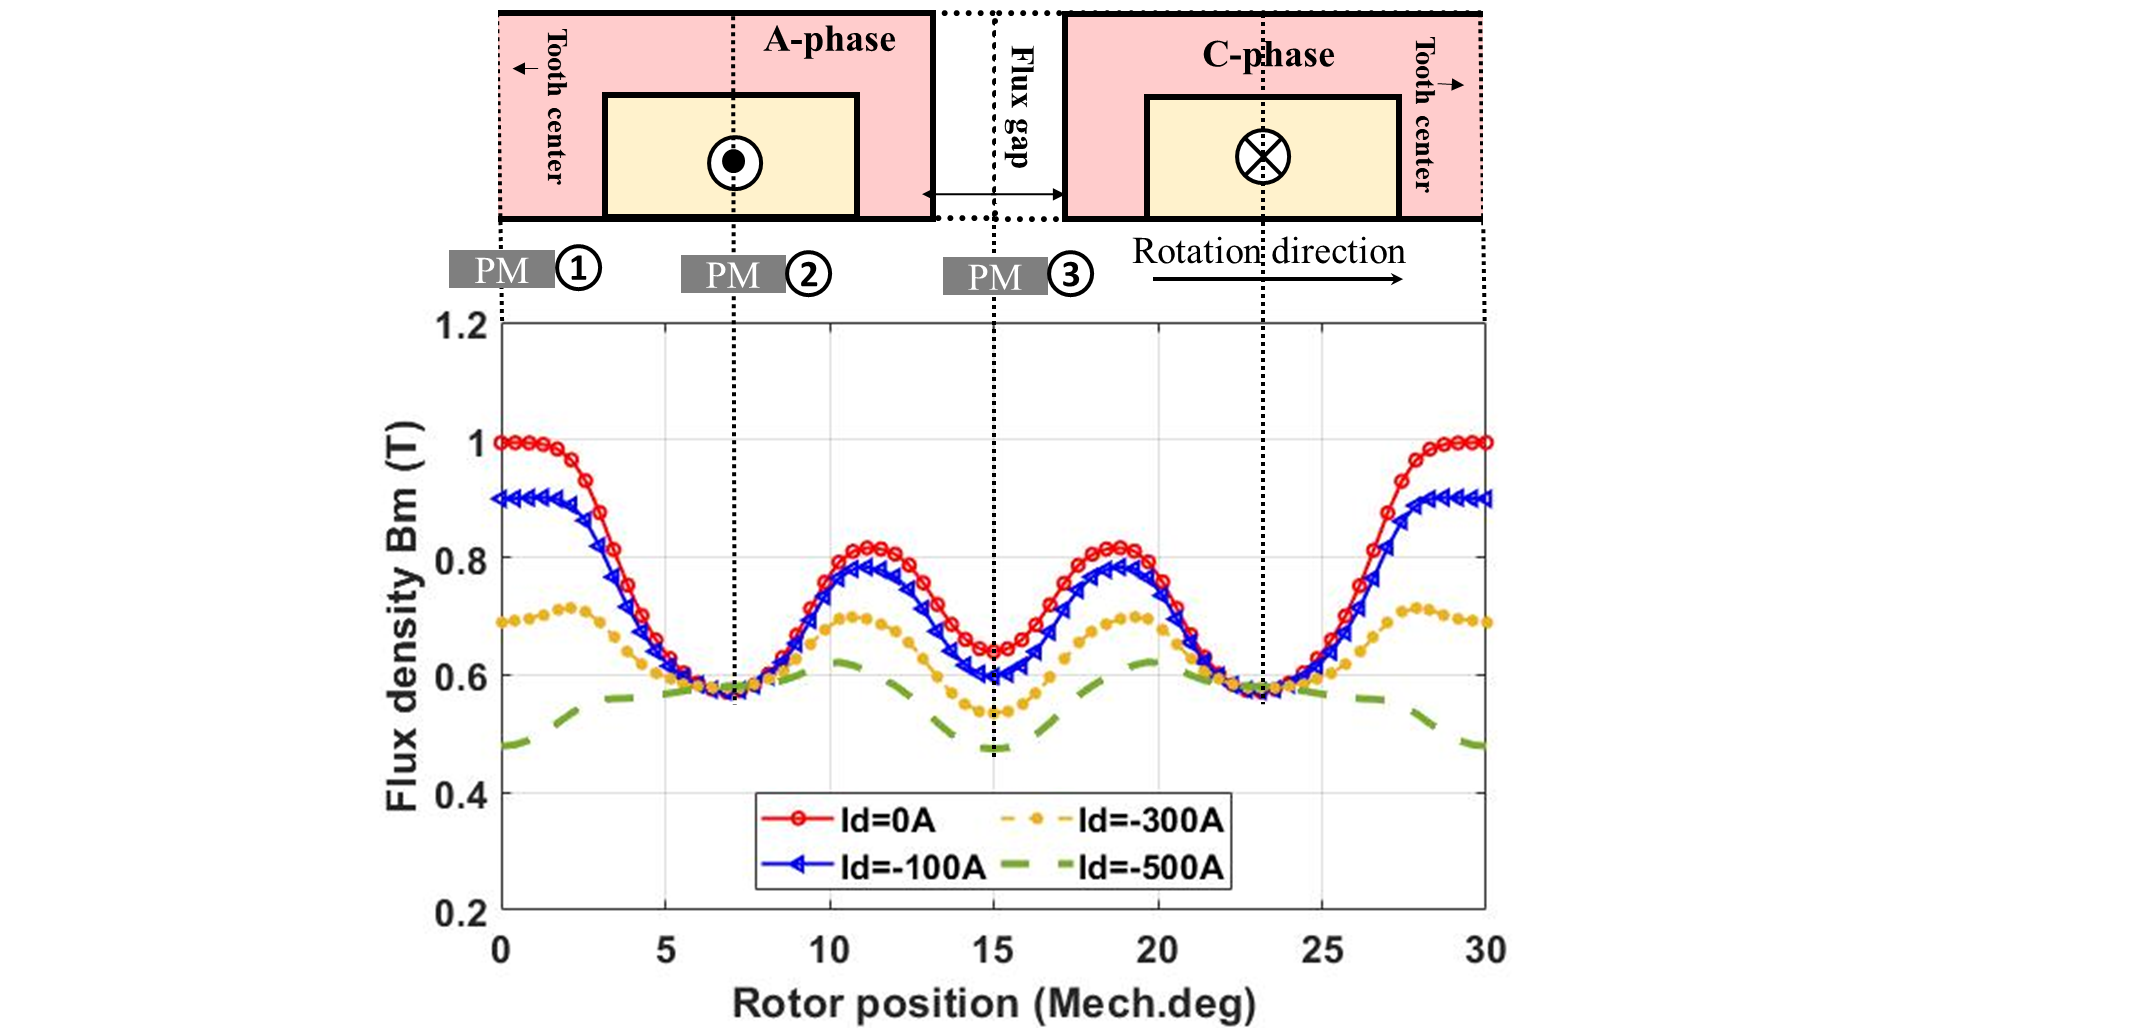 A-phase
C-phase
Tooth center
Flux gap
Tooth center
Rotation direction
PM ① PM ② PM ③
1.2
1
0.8
0.6
0.4
0.2
Flux density Bm (T)
Id=0A Id=-300A
Id=-100A Id=-500A
0 5 10 15 20 25 30
Rotor position (Mech.deg)